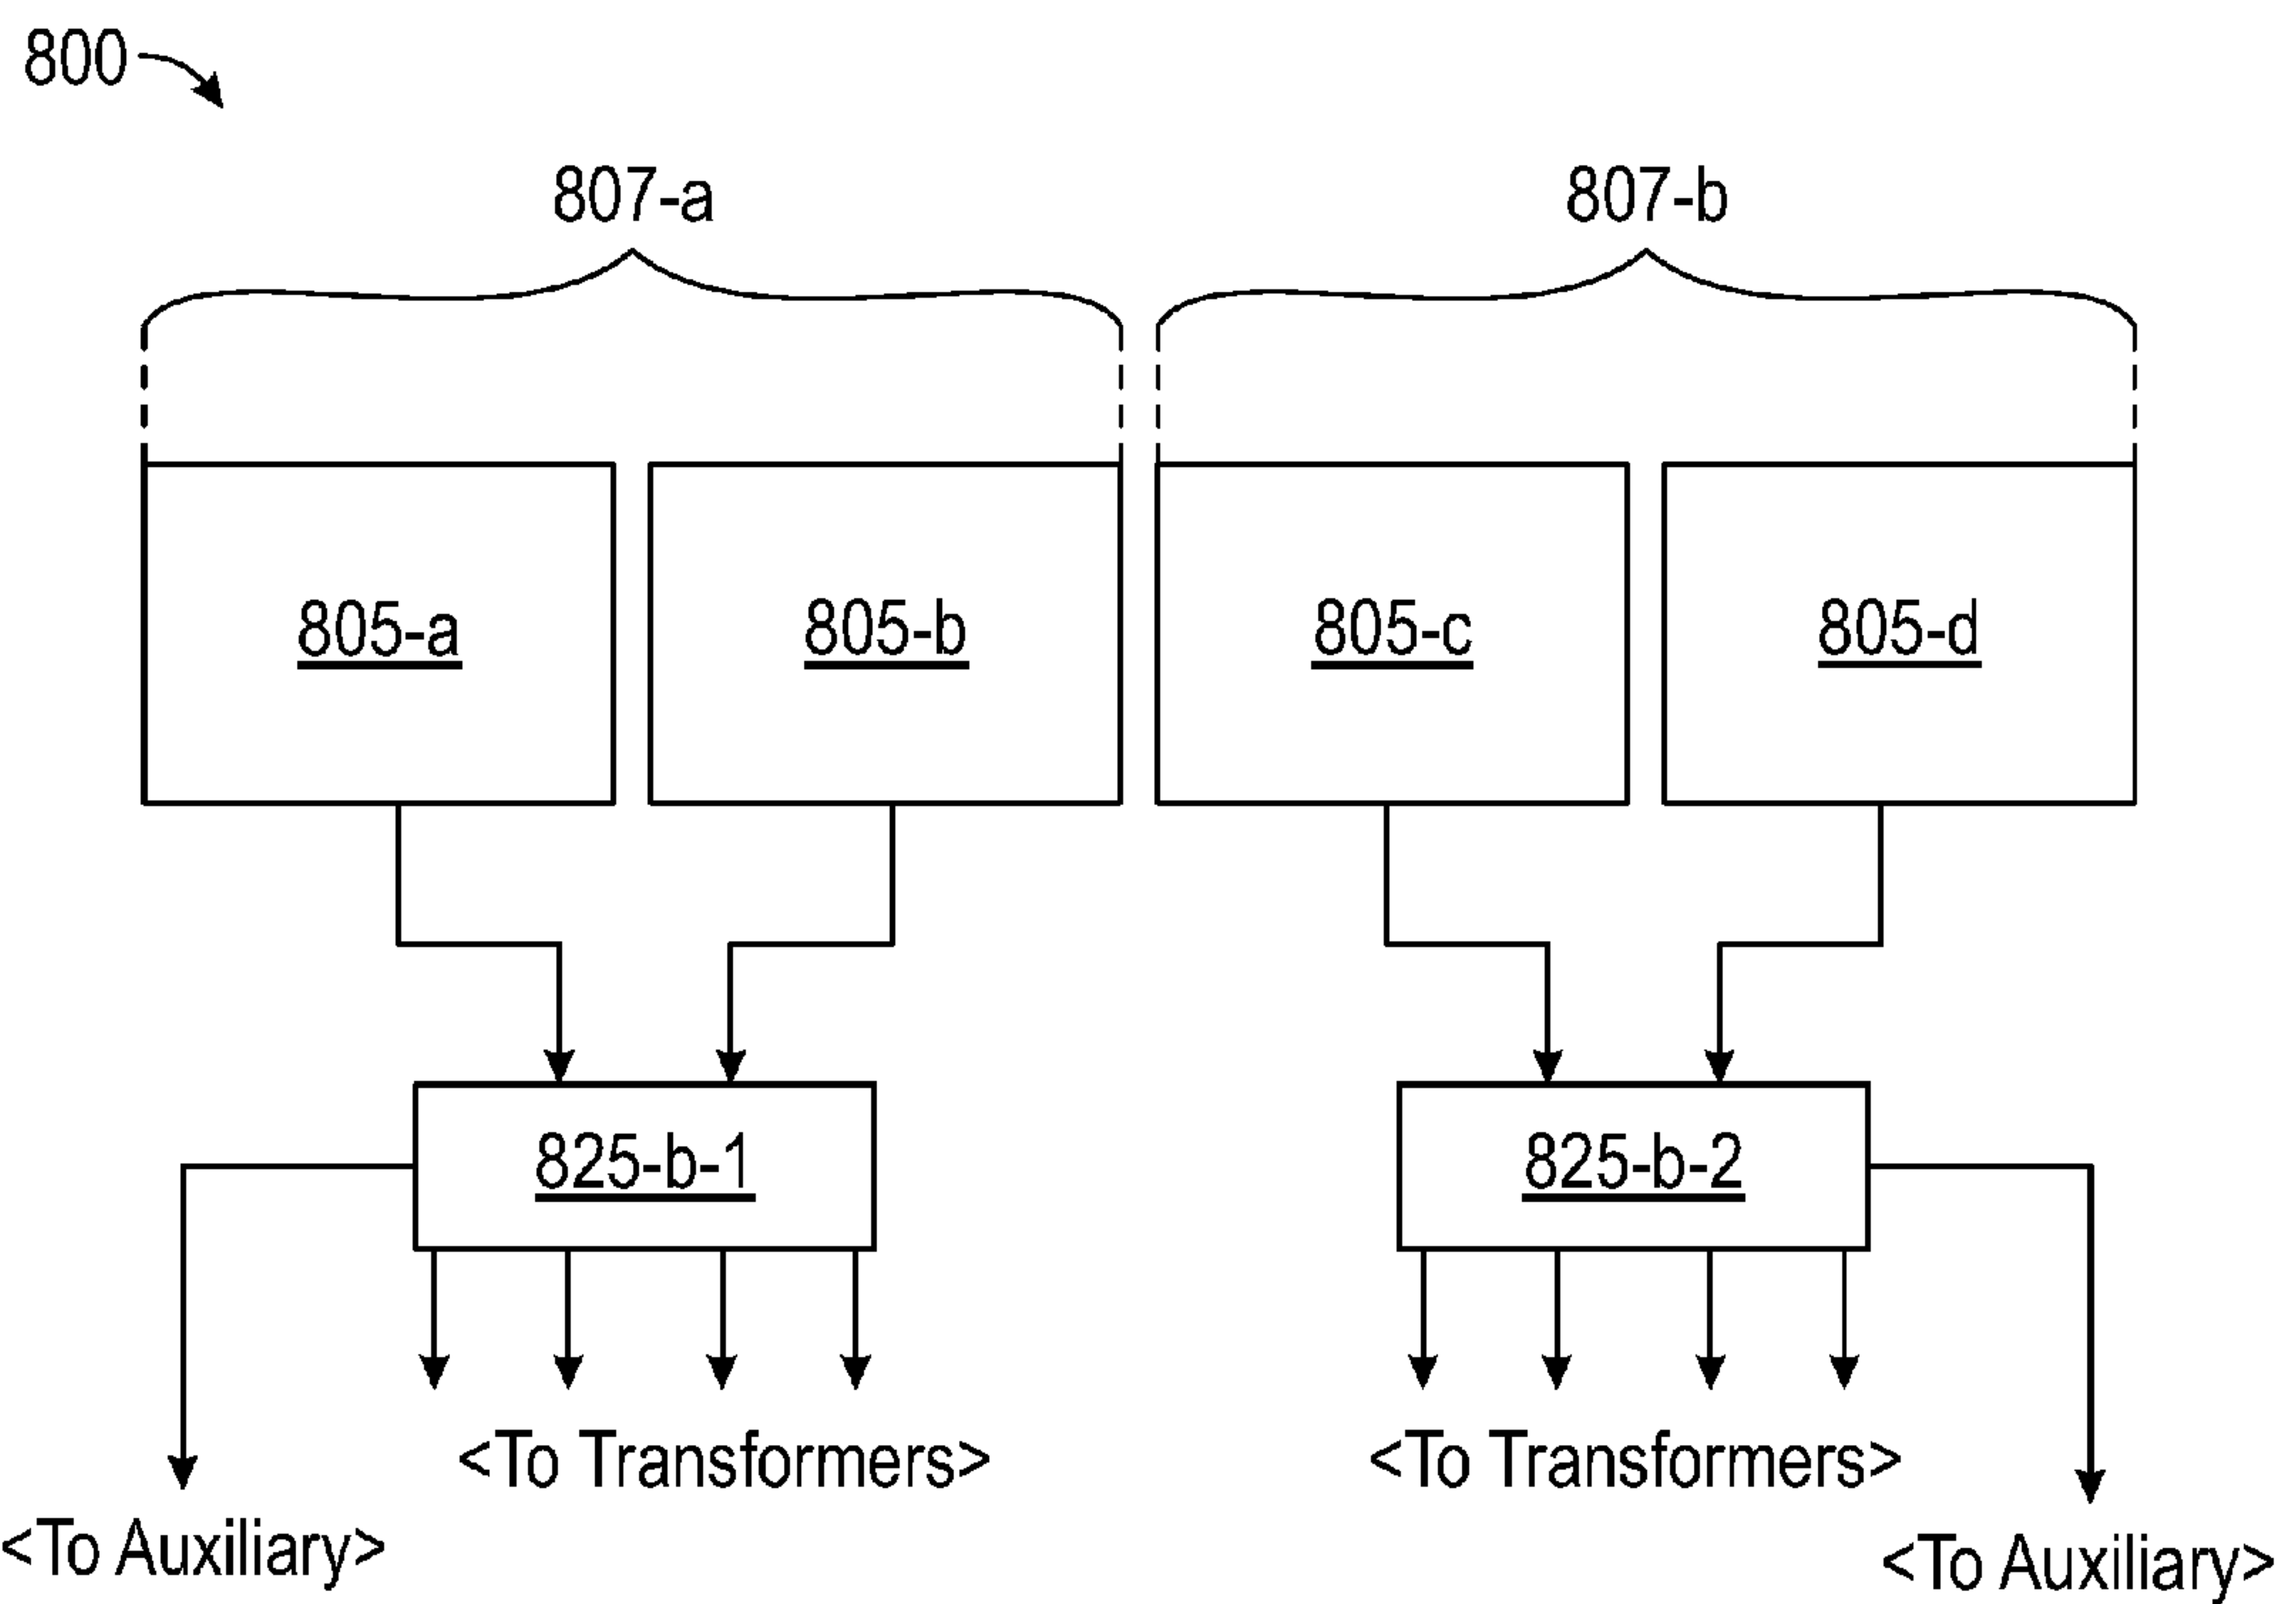 800
807-a 807-b
805-a 805-b 805-c 805-d
825-b-1 825-b-2
<To Transformers> <To Transformers>
<To Auxiliary> <To Auxiliary>